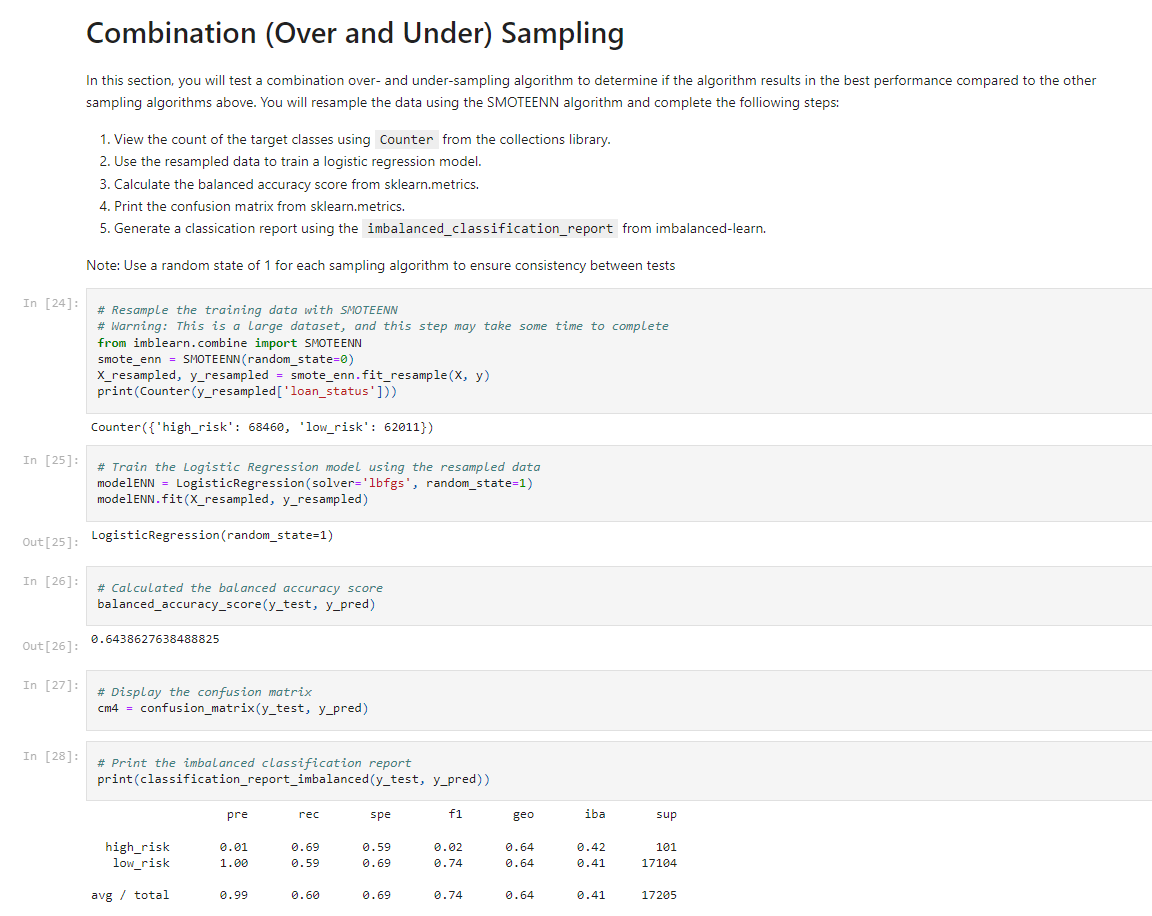 Combination (Over and Under) Sampling
In this section, you will test a combination over- and under-sampling algorithm to determine if the algorithm results in the best performance compared to the other
sampling algorithms above. You will resample the data using the SMOTEENN algorithm and complete the folliowing steps:
1. View the count of the target classes using Counter from the collections library.
2. Use the resampled data to train a logistic regression model.
3. Calculate the balanced accuracy score from sklearn.metrics.
4. Print the confusion matrix from sklearn.metrics.
5. Generate a classication report using the imbalanced_classification_report from imbalanced-learn.
Note: Use a random state of 1 for each sampling algorithm to ensure consistency between tests
In [24]:
# Resample the training data with SMOTEENN
# Warning: This is a large dataset, and this step may take some time to complete
from imblearn.combine import SMOTEENN
smote_enn = SMOTEENN(random_state=0)
X_resampled, y_resampled = smote_enn.fit_resample(X, y)
print(Counter(y_resampled['loan_status']))
Counter({'high_risk': 68460, 'low_risk': 62011})
In [25]:
# Train the Logistic Regression model using the resampled data
modelENN = LogisticRegression(solver='lbfgs', random_state=1)
modelENN.fit(X_resampled, y_resampled)
Out[25]:
LogisticRegression(random_state=1)
In [26]:
# Calculated the balanced accuracy score
balanced_accuracy_score(y_test, y_pred)
Out[26]:
0.6438627638488825
In [27]:
# Display the confusion matrix
cm4 = confusion_matrix(y_test, y_pred)
In [28]:
# Print the imbalanced classification report
print(classification_report_imbalanced(y_test, y_pred))
pre rec spe f1 geo iba sup
high_risk 0.01 0.69 0.59 0.02 0.64 0.42 101
low_risk 1.00 0.59 0.69 0.74 0.64 0.41 17104
avg / total 0.99 0.60 0.69 0.74 0.64 0.41 17205